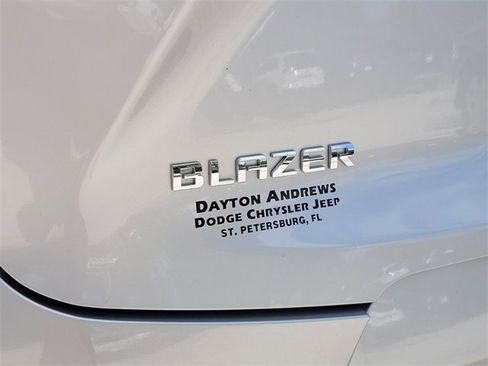 BLAZER
DAYTON ANDREWS
DODGE CHRYSLER JEEP
ST. PETERSBURG, FL